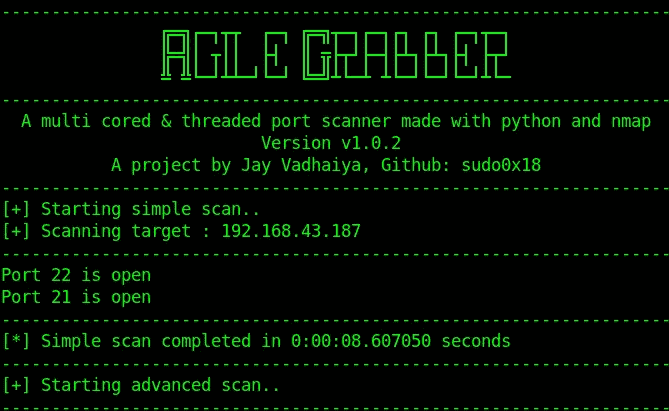 AGILE GRABBER
A multi cored & threaded port scanner made with python and nmap
Version v1.0.2
A project by Jay Vadhaiya, Github: sudo0x18
[+] Starting simple scan..
[+] Scanning target : 192.168.43.187
Port 22 is open
Port 21 is open
[*] Simple scan completed in 0:00:08.607050 seconds
[+] Starting advanced scan..